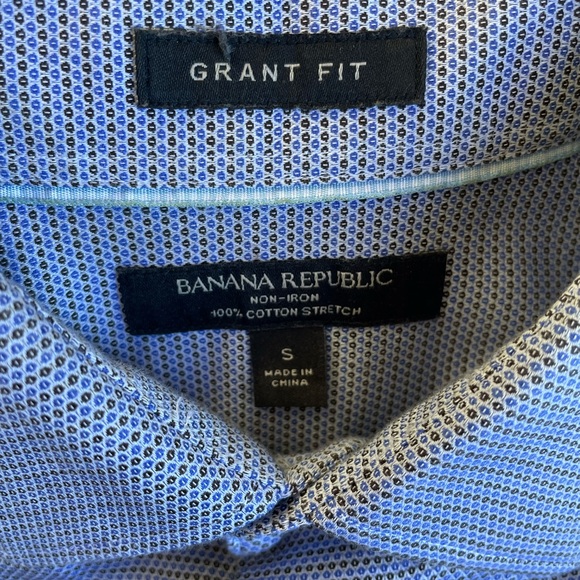 GRANT FIT
BANANA REPUBLIC
NON-IRON
100% COTTON STRETCH
S
MADE IN
CHINA